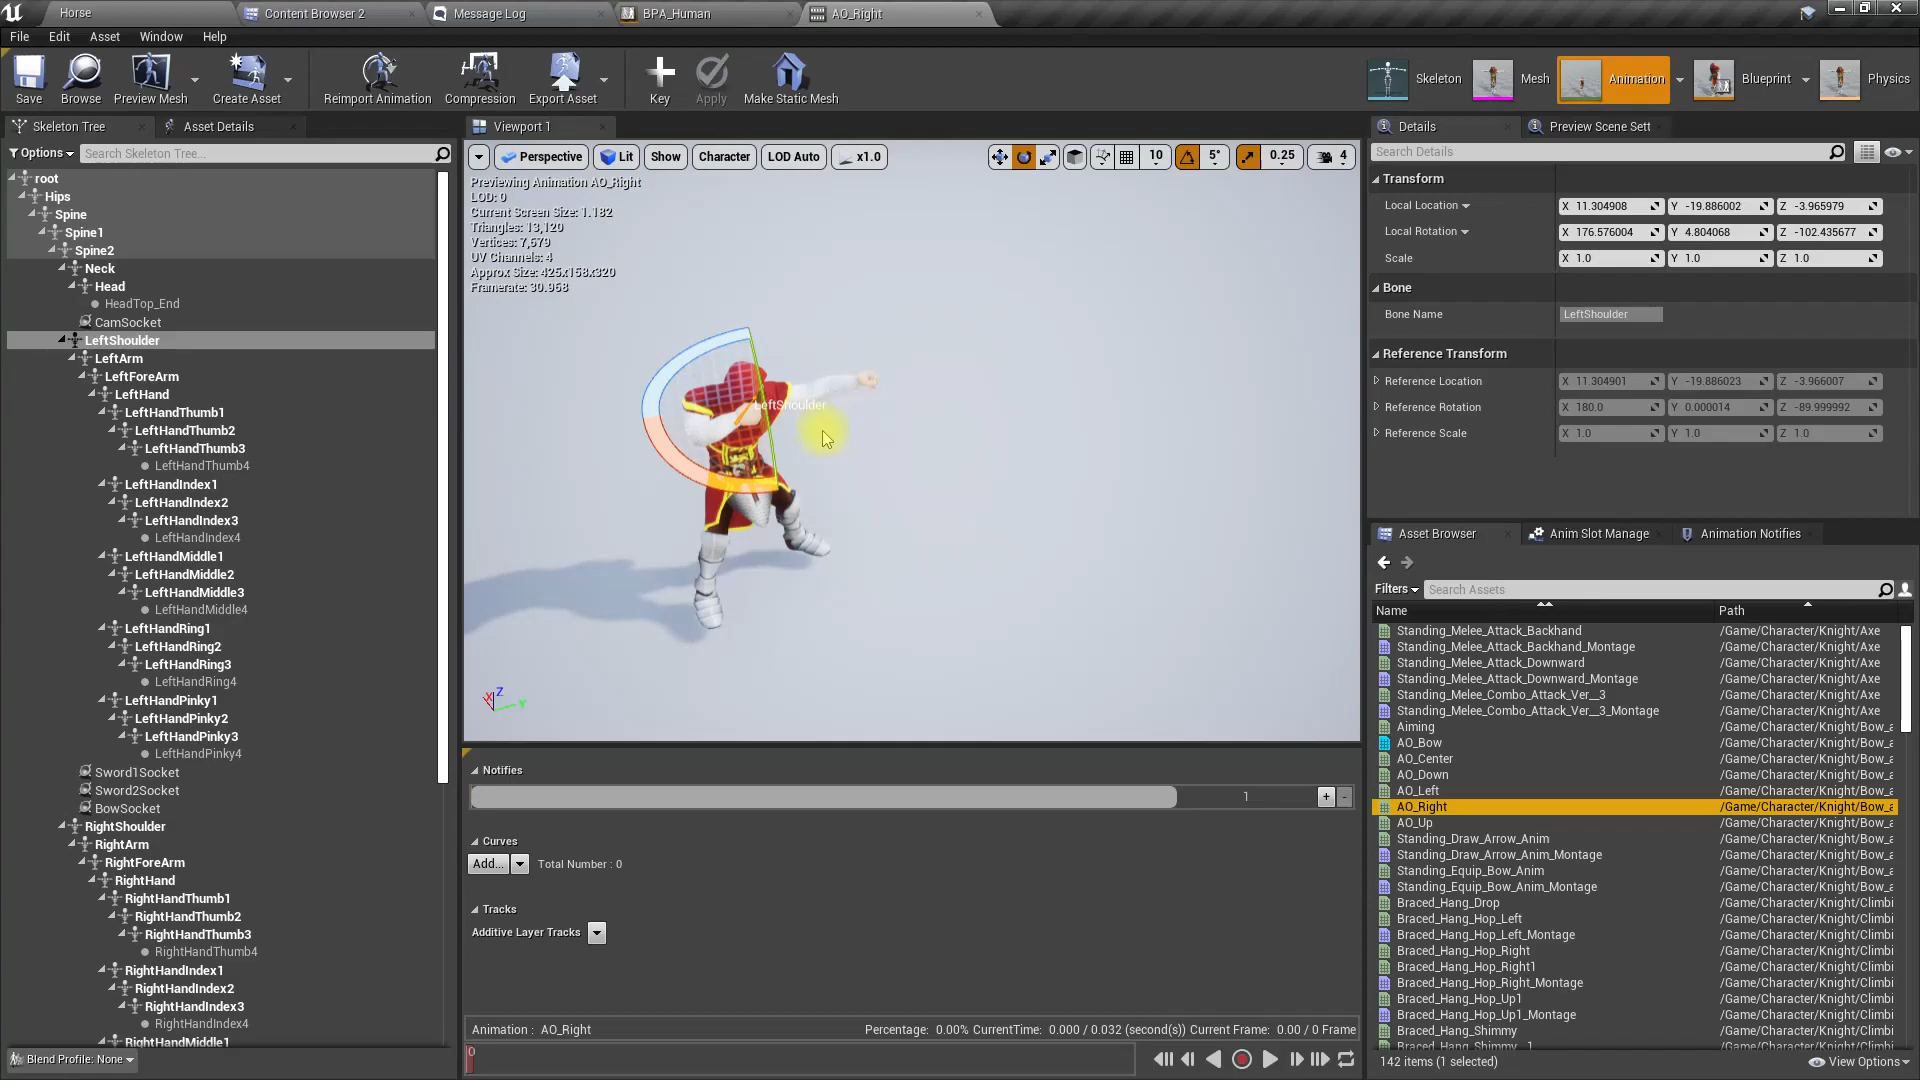 Horse
Content Browser 2
Message Log
BPA_Human
AO_Right
File Edit Asset Window Help
Save
Browse
Preview Mesh
Create Asset
Reimport Animation
Compression
Export Asset
Key
Apply
Make Static Mesh
Skeleton
Mesh
Animation
Blueprint
Physics
Skeleton Tree
Asset Details
Options
Search Skeleton Tree...
root
Hips
Spine
Spine1
Spine2
Neck
Head
HeadTop_End
CamSocket
LeftShoulder
LeftArm
LeftForeArm
LeftHand
LeftHandThumb1
LeftHandThumb2
LeftHandThumb3
LeftHandThumb4
LeftHandIndex1
LeftHandIndex2
LeftHandIndex3
LeftHandIndex4
LeftHandMiddle1
LeftHandMiddle2
LeftHandMiddle3
LeftHandMiddle4
LeftHandRing1
LeftHandRing2
LeftHandRing3
LeftHandRing4
LeftHandPinky1
LeftHandPinky2
LeftHandPinky3
LeftHandPinky4
Sword1Socket
Sword2Socket
BowSocket
RightShoulder
RightArm
RightForeArm
RightHand
RightHandThumb1
RightHandThumb2
RightHandThumb3
RightHandThumb4
RightHandIndex1
RightHandIndex2
RightHandIndex3
RightHandIndex4
RightHandMiddle1
Blend Profile: None
Viewport 1
Perspective Lit Show Character LOD Auto x1.0 10 5° 0.25 4
Previewing Animation AO_Right
LOD: 0
Current Screen Size: 1.182
Triangles: 13,120
Vertices: 7,679
UV Channels: 4
Approx Size: 425x158x320
Framerate: 30.968
LeftShoulder
X Z Y
Notifies
1 + -
Curves
Add... Total Number : 0
Tracks
Additive Layer Tracks
Animation : AO_Right Percentage: 0.00% CurrentTime: 0.000 / 0.032 (second(s)) Current Frame: 0.00 / 0 Frame
0
Details
Preview Scene Sett
Search Details
Transform
Local Location X 11.304908 Y -19.886002 Z -3.965979
Local Rotation X 176.576004 Y 4.804068 Z -102.435677
Scale X 1.0 Y 1.0 Z 1.0
Bone
Bone Name LeftShoulder
Reference Transform
Reference Location X 11.304901 Y -19.886023 Z -3.966007
Reference Rotation X 180.0 Y 0.000014 Z -89.999992
Reference Scale X 1.0 Y 1.0 Z 1.0
Asset Browser
Anim Slot Manage
Animation Notifies
Filters
Search Assets
Name Path
Standing_Melee_Attack_Backhand /Game/Character/Knight/Axe
Standing_Melee_Attack_Backhand_Montage /Game/Character/Knight/Axe
Standing_Melee_Attack_Downward /Game/Character/Knight/Axe
Standing_Melee_Attack_Downward_Montage /Game/Character/Knight/Axe
Standing_Melee_Combo_Attack_Ver__3 /Game/Character/Knight/Axe
Standing_Melee_Combo_Attack_Ver__3_Montage /Game/Character/Knight/Axe
Aiming /Game/Character/Knight/Bow_a
AO_Bow /Game/Character/Knight/Bow_a
AO_Center /Game/Character/Knight/Bow_a
AO_Down /Game/Character/Knight/Bow_a
AO_Left /Game/Character/Knight/Bow_a
AO_Right /Game/Character/Knight/Bow_a
AO_Up /Game/Character/Knight/Bow_a
Standing_Draw_Arrow_Anim /Game/Character/Knight/Bow_a
Standing_Draw_Arrow_Anim_Montage /Game/Character/Knight/Bow_a
Standing_Equip_Bow_Anim /Game/Character/Knight/Bow_a
Standing_Equip_Bow_Anim_Montage /Game/Character/Knight/Bow_a
Braced_Hang_Drop /Game/Character/Knight/Climbi
Braced_Hang_Hop_Left /Game/Character/Knight/Climbi
Braced_Hang_Hop_Left_Montage /Game/Character/Knight/Climbi
Braced_Hang_Hop_Right /Game/Character/Knight/Climbi
Braced_Hang_Hop_Right1 /Game/Character/Knight/Climbi
Braced_Hang_Hop_Right_Montage /Game/Character/Knight/Climbi
Braced_Hang_Hop_Up1 /Game/Character/Knight/Climbi
Braced_Hang_Hop_Up1_Montage /Game/Character/Knight/Climbi
Braced_Hang_Shimmy /Game/Character/Knight/Climbi
Braced_Hang_Shimmy_1 /Game/Character/Knight/Climbi
142 items (1 selected) View Options